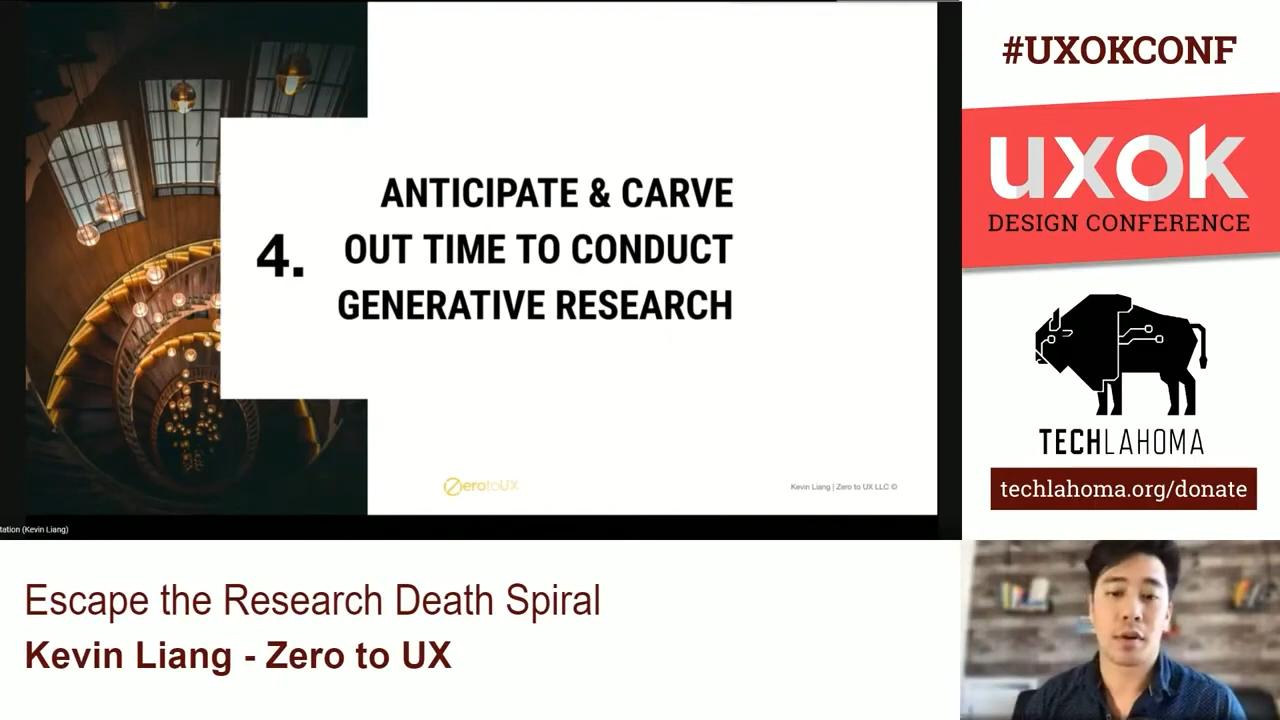 4.
ANTICIPATE & CARVE
OUT TIME TO CONDUCT
GENERATIVE RESEARCH
ZerotoUX
Kevin Liang | Zero to UX LLC ©
tation (Kevin Liang)
#UXOKCONF
uxok
DESIGN CONFERENCE
TECHLAHOMA
techlahoma.org/donate
Escape the Research Death Spiral
Kevin Liang - Zero to UX